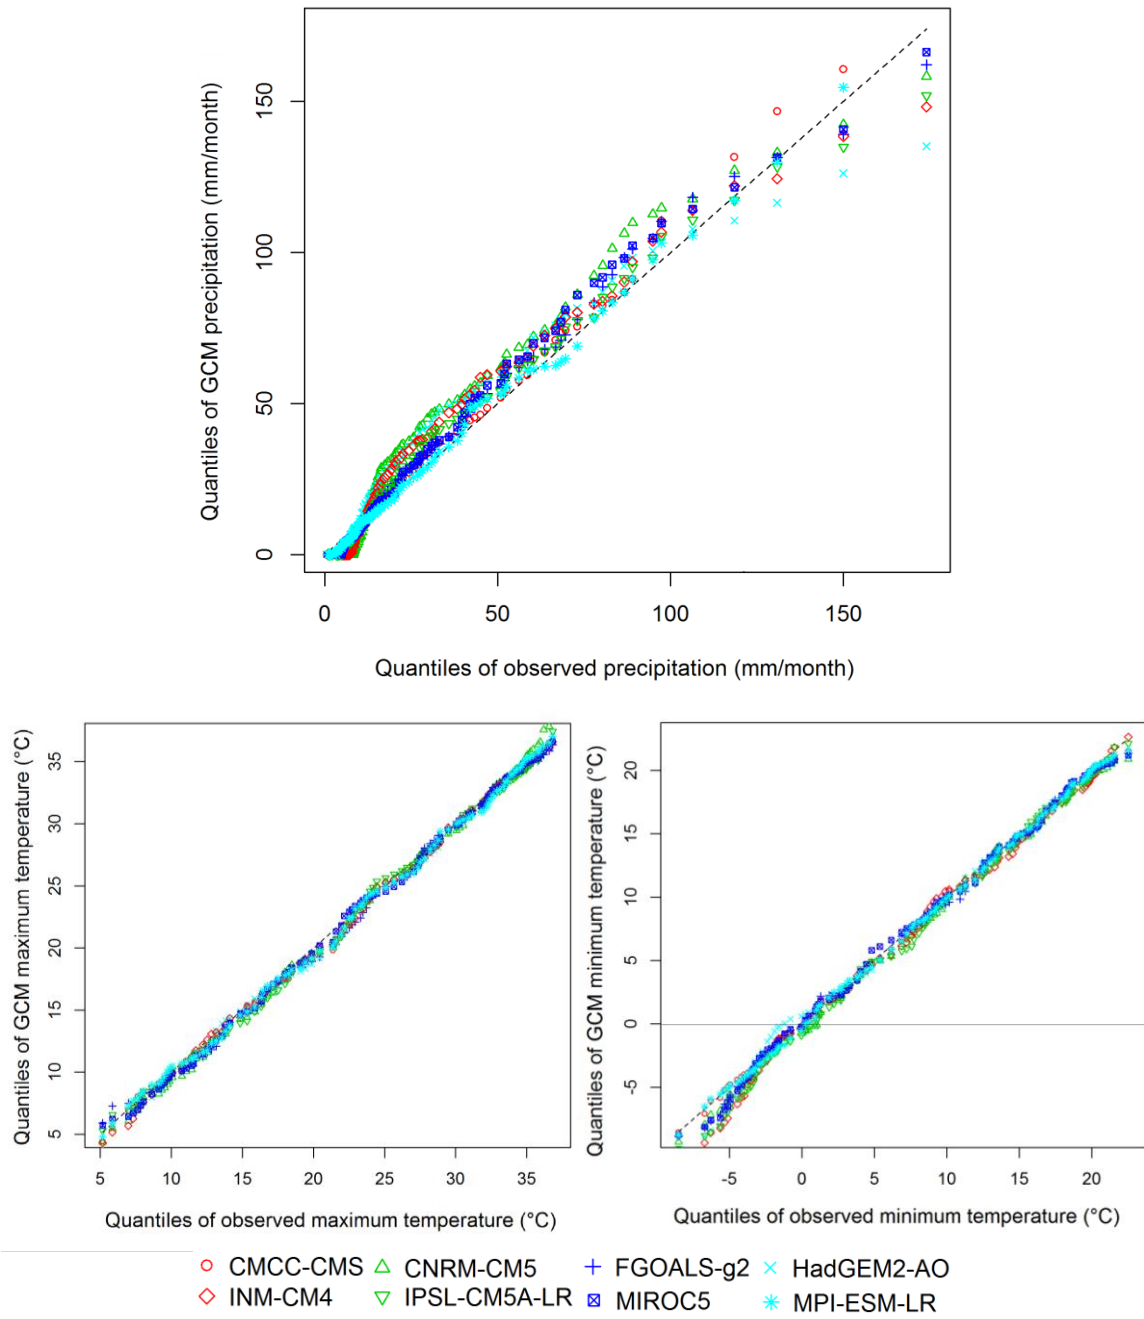 Quantiles of GCM precipitation (mm/month)
150
100
50
0
0 50 100 150
Quantiles of observed precipitation (mm/month)
Quantiles of GCM maximum temperature (°C)
35
30
25
20
15
10
5
5 10 15 20 25 30 35
Quantiles of observed maximum temperature (°C)
Quantiles of GCM minimum temperature (°C)
20
15
10
5
0
-5
-5 0 5 10 15 20
Quantiles of observed minimum temperature (°C)
CMCC-CMS CNRM-CM5 FGOALS-g2 HadGEM2-AO
INM-CM4 IPSL-CM5A-LR MIROC5 MPI-ESM-LR